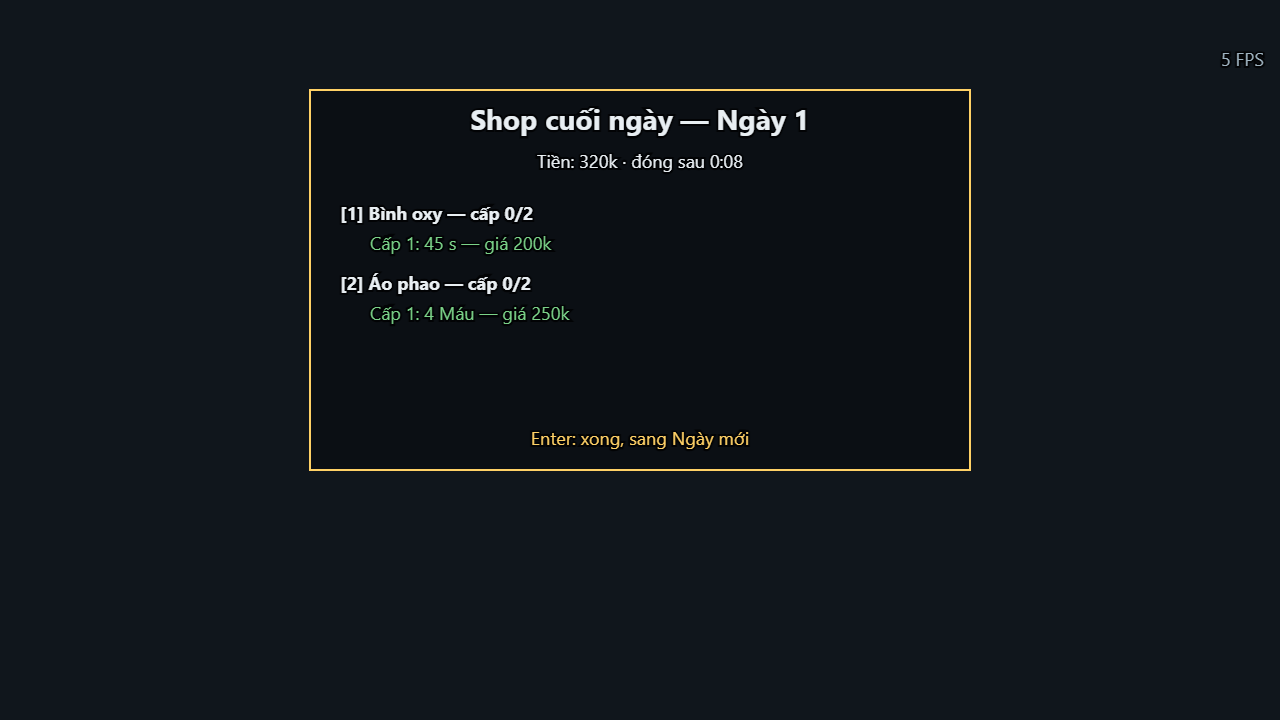 5 FPS
Shop cuối ngày — Ngày 1
Tiền: 320k · đóng sau 0:08
[1] Bình oxy — cấp 0/2
Cấp 1: 45 s — giá 200k
[2] Áo phao — cấp 0/2
Cấp 1: 4 Máu — giá 250k
Enter: xong, sang Ngày mới